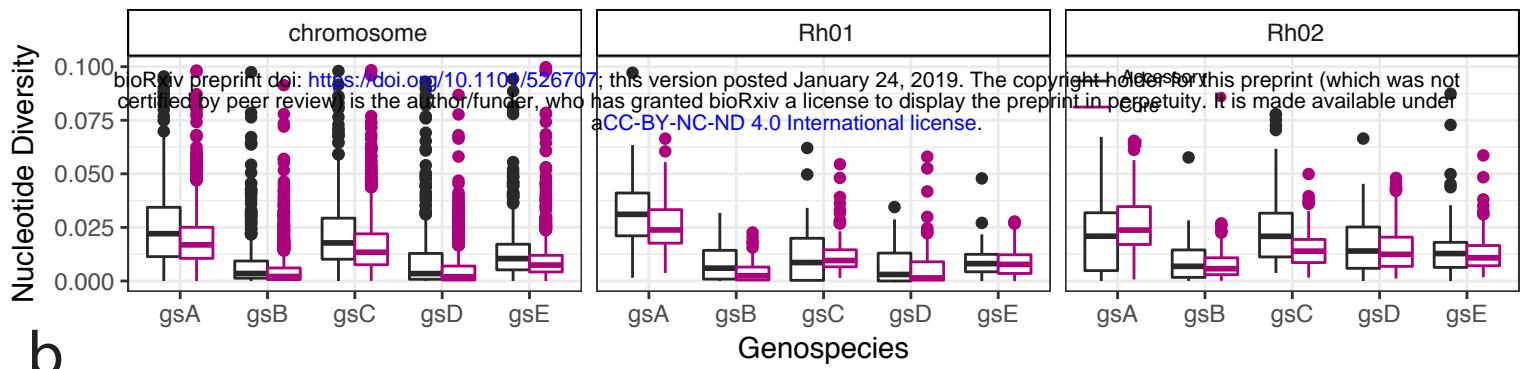 chromosome Rh01 Rh02
bioRxiv preprint doi: https://doi.org/10.1101/526707; this version posted January 24, 2019. The copyright holder for this preprint (which was not
certified by peer review) is the author/funder, who has granted bioRxiv a license to display the preprint in perpetuity. It is made available under
aCC-BY-NC-ND 4.0 International license.
Accessory
Core
Nucleotide Diversity
0.100
0.075
0.050
0.025
0.000
gsA gsB gsC gsD gsE gsA gsB gsC gsD gsE gsA gsB gsC gsD gsE
Genospecies
b